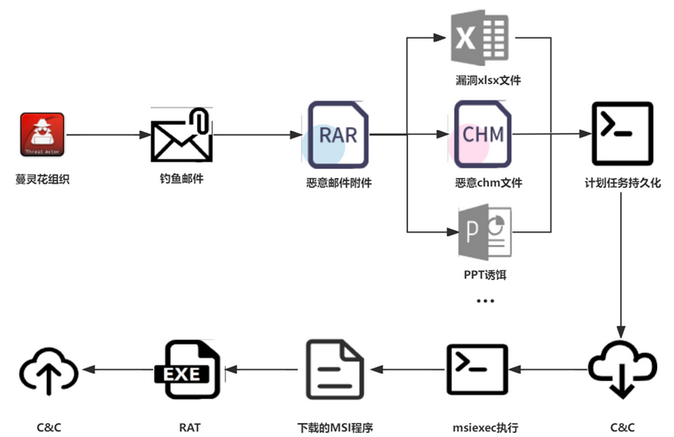 X
漏洞xlsx文件
Threat Actor
RAR
CHM
蔓灵花组织
钓鱼邮件
恶意邮件附件
恶意chm文件
计划任务持久化
P
PPT诱饵
...
EXE
C&C
RAT
下载的MSI程序
msiexec执行
C&C